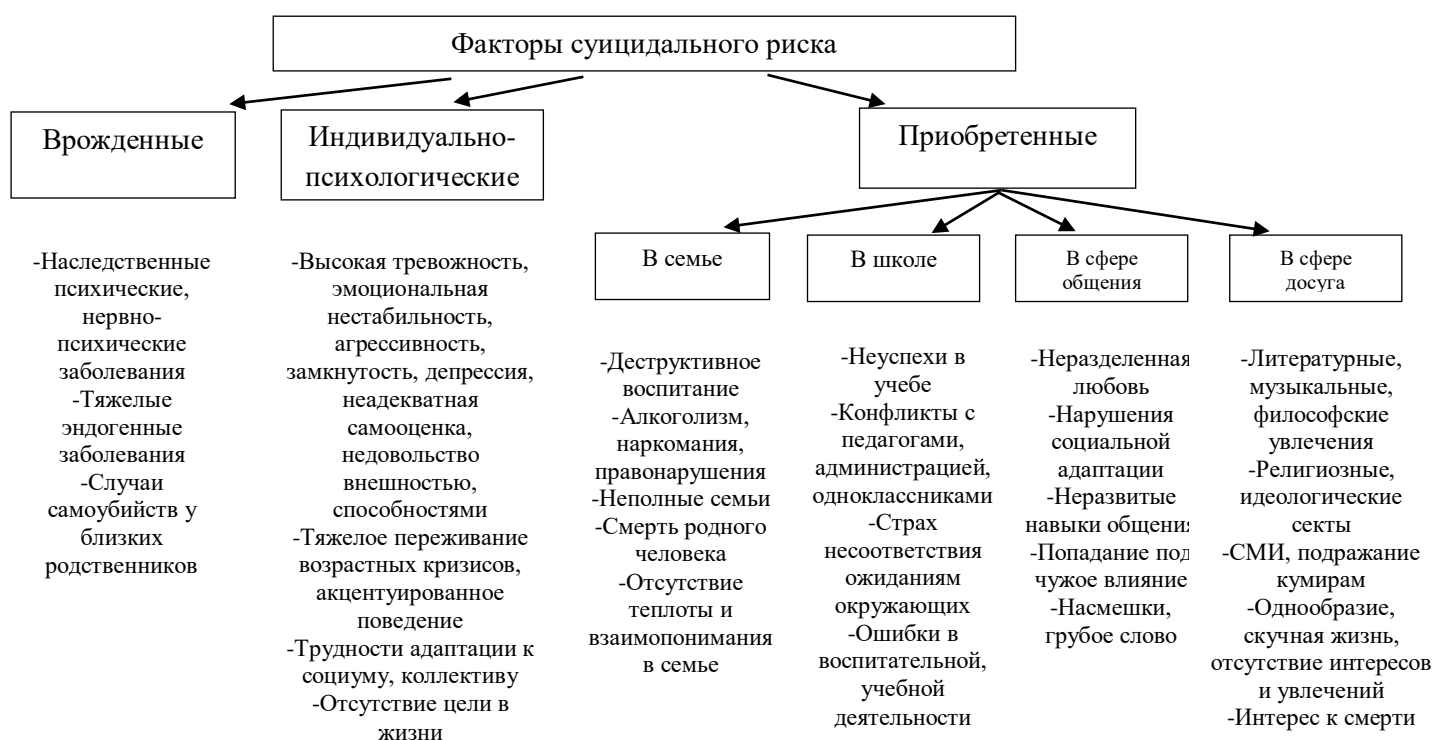 Факторы суицидального риска
Врожденные
Индивидуально-
психологические
Приобретенные
В семье
В школе
В сфере
общения
В сфере
досуга
-Наследственные
психические,
нервно-
психические
заболевания
-Тяжелые
эндогенные
заболевания
-Случаи
самоубийств у
близких
родственников
-Высокая тревожность,
эмоциональная
нестабильность,
агрессивность,
замкнутость, депрессия,
неадекватная
самооценка,
недовольство
внешностью,
способностями
-Тяжелое переживание
возрастных кризисов,
акцентуированное
поведение
-Трудности адаптации к
социуму, коллективу
-Отсутствие цели в
жизни
-Деструктивное
воспитание
-Алкоголизм,
наркомания,
правонарушения
-Неполные семьи
-Смерть родного
человека
-Отсутствие
теплоты и
взаимопонимания
в семье
-Неуспехи в
учебе
-Конфликты с
педагогами,
администрацией,
одноклассниками
-Страх
несоответствия
ожиданиям
окружающих
-Ошибки в
воспитательной,
учебной
деятельности
-Неразделенная
любовь
-Нарушения
социальной
адаптации
-Неразвитые
навыки общения
-Попадание под
чужое влияние
-Насмешки,
грубое слово
-Литературные,
музыкальные,
философские
увлечения
-Религиозные,
идеологические
секты
-СМИ, подражание
кумирам
-Однообразие,
скучная жизнь,
отсутствие интересов
и увлечений
-Интерес к смерти